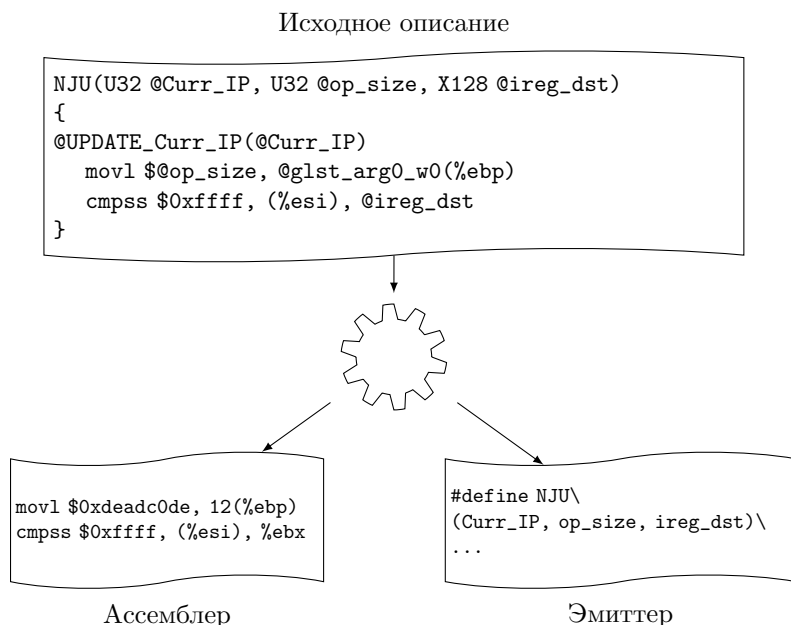 Исходное описание
NJU(U32 @Curr_IP, U32 @op_size, X128 @ireg_dst)
{
@UPDATE_Curr_IP(@Curr_IP)
movl $@op_size, @glst_arg0_w0(%ebp)
cmpss $0xffff, (%esi), @ireg_dst
}
movl $0xdeadc0de, 12(%ebp)
cmpss $0xffff, (%esi), %ebx
Ассемблер
#define NJU\
(Curr_IP, op_size, ireg_dst)\
...
Эмиттер